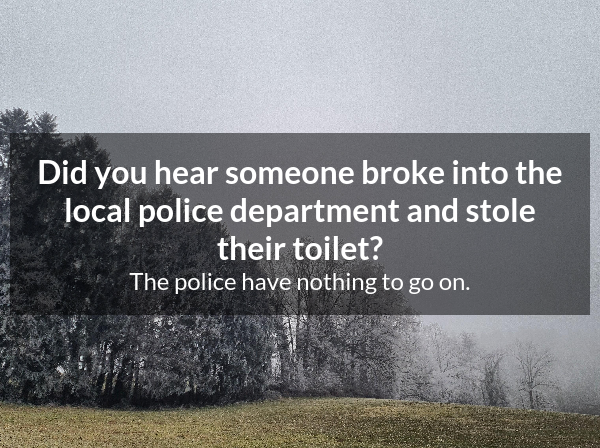 Did you hear someone broke into the
local police department and stole
their toilet?
The police have nothing to go on.